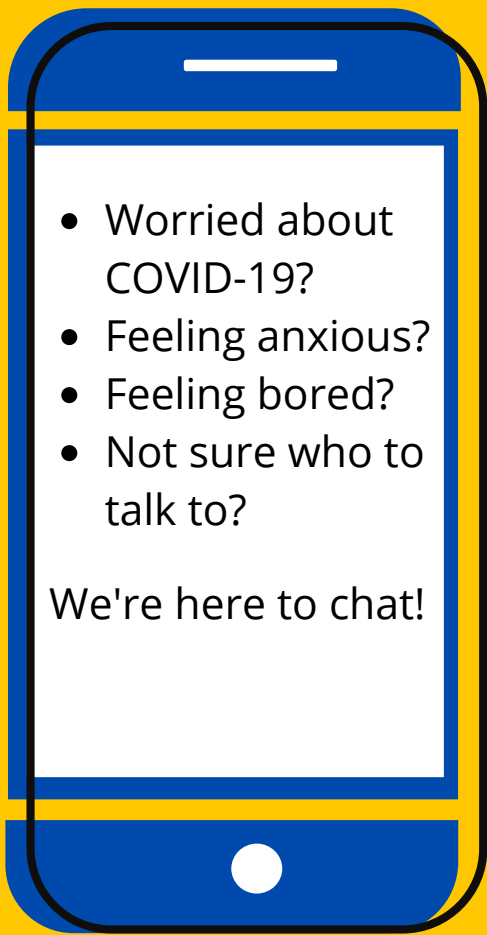 • Worried about
COVID-19?
• Feeling anxious?
• Feeling bored?
• Not sure who to
talk to?
We're here to chat!